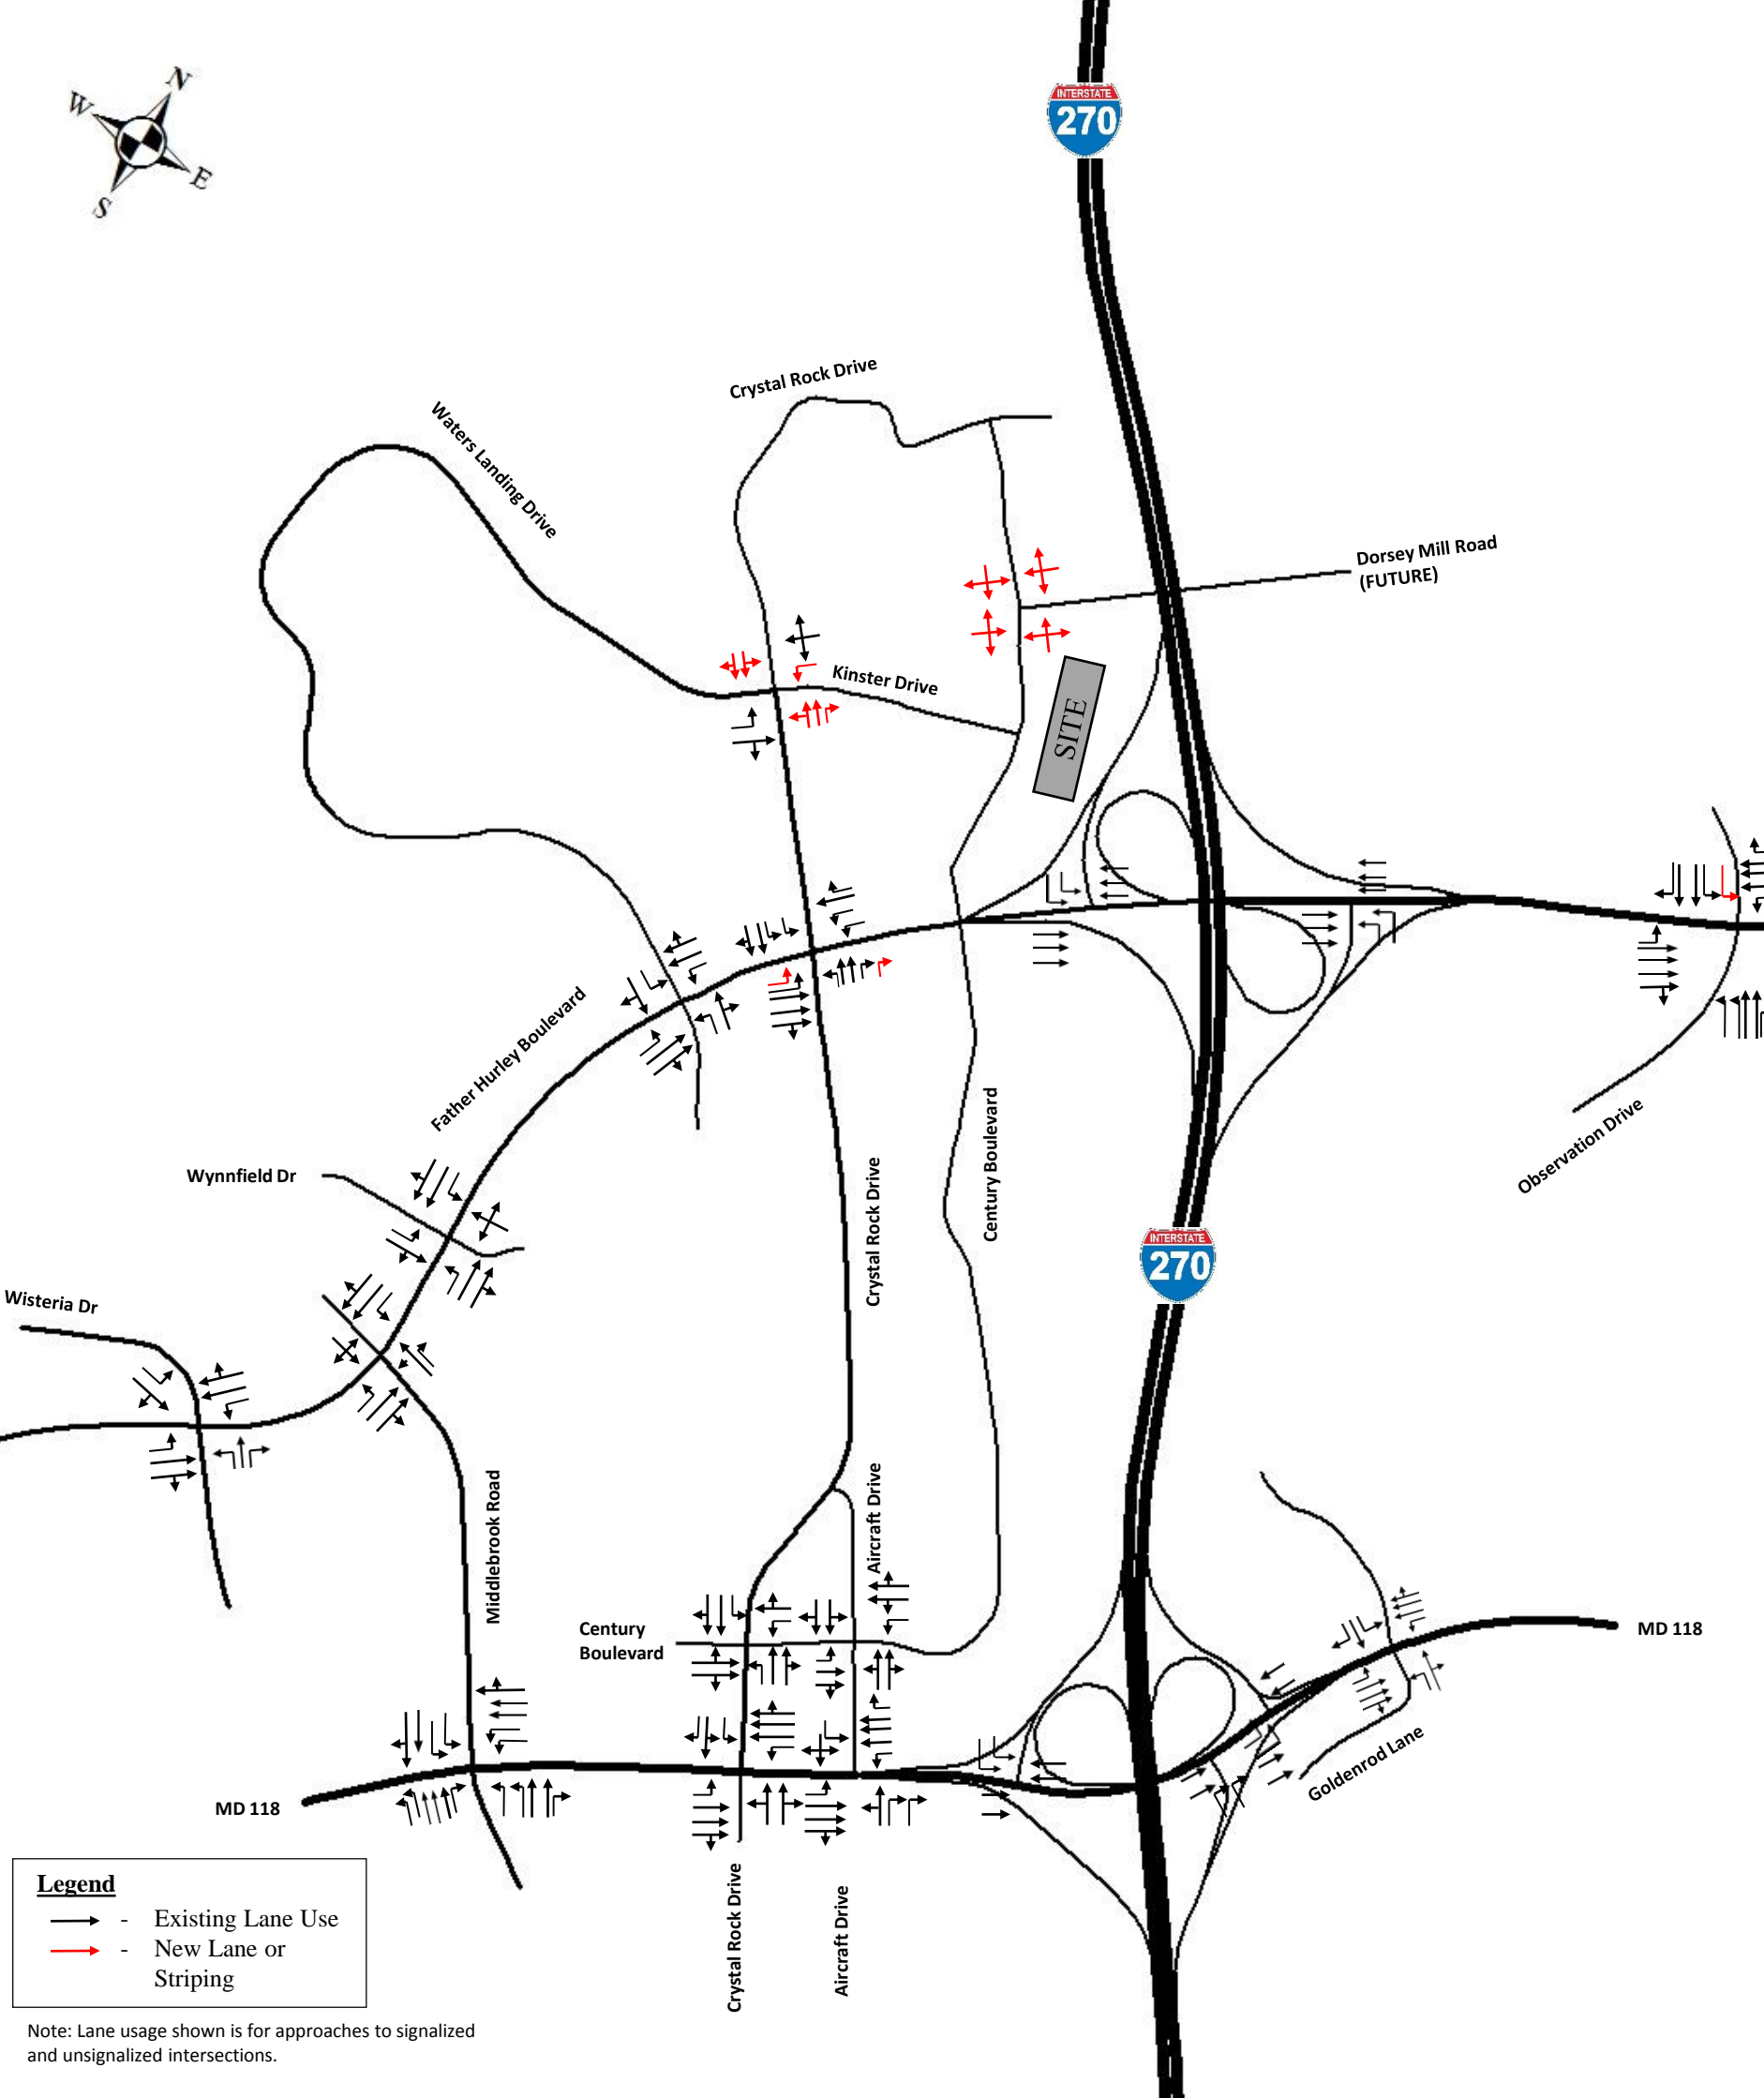 INTERSTATE
270
N
W
E
S
Crystal Rock Drive
Waters Landing Drive
Dorsey Mill Road
(FUTURE)
Kinster Drive
SITE
Father Hurley Boulevard
Century Boulevard
Observation Drive
Wynnfield Dr
Crystal Rock Drive
INTERSTATE
270
Wisteria Dr
Middlebrook Road
Aircraft Drive
Century
Boulevard
MD 118
Goldenrod Lane
MD 118
Crystal Rock Drive
Aircraft Drive
Legend
- Existing Lane Use
- New Lane or
Striping
Note: Lane usage shown is for approaches to signalized
and unsignalized intersections.